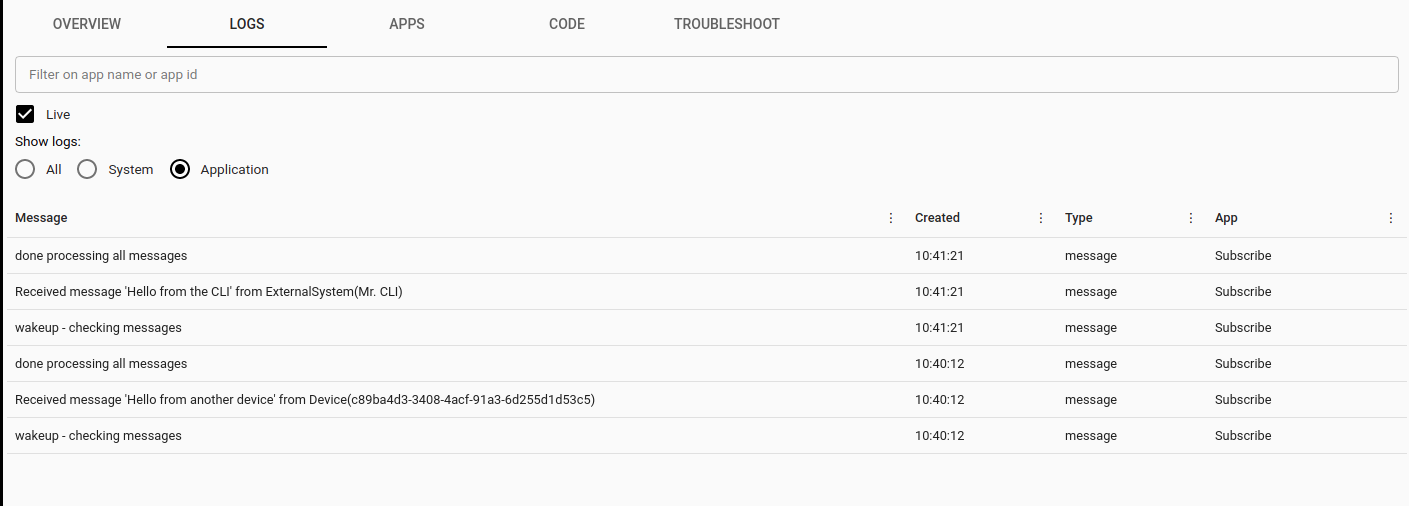 OVERVIEW LOGS APPS CODE TROUBLESHOOT
Filter on app name or app id
Live
Show logs:
All System Application
Message Created Type App
done processing all messages 10:41:21 message Subscribe
Received message 'Hello from the CLI' from ExternalSystem(Mr. CLI) 10:41:21 message Subscribe
wakeup - checking messages 10:41:21 message Subscribe
done processing all messages 10:40:12 message Subscribe
Received message 'Hello from another device' from Device(c89ba4d3-3408-4acf-91a3-6d255d1d53c5) 10:40:12 message Subscribe
wakeup - checking messages 10:40:12 message Subscribe